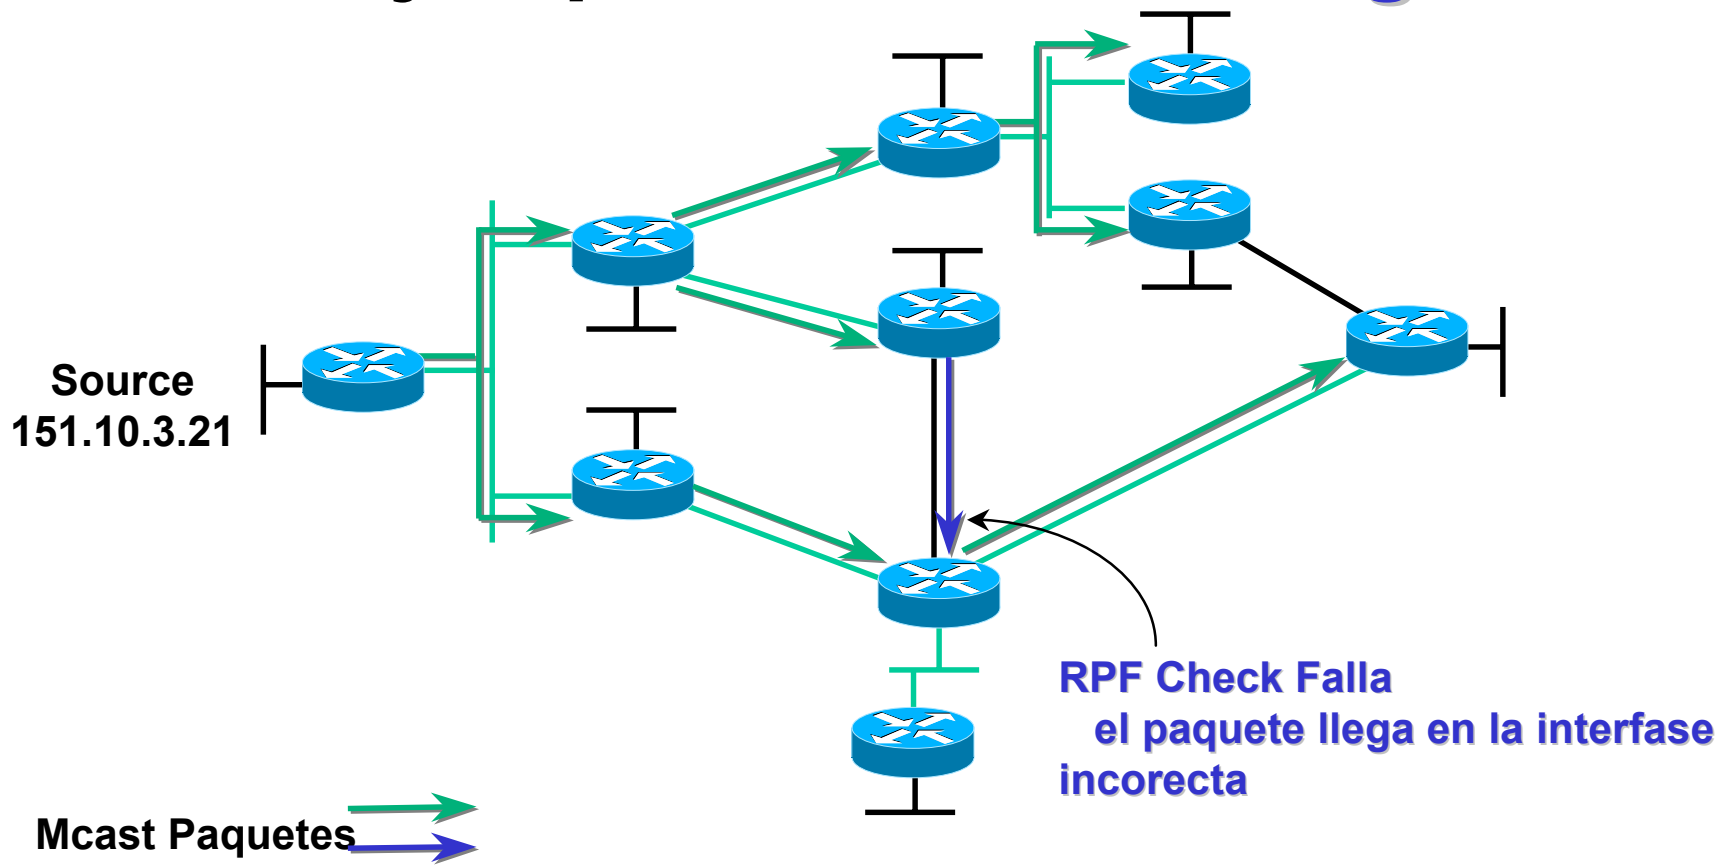 Source
151.10.3.21
RPF Check Falla
el paquete llega en la interfase
incorecta
Mcast Paquetes